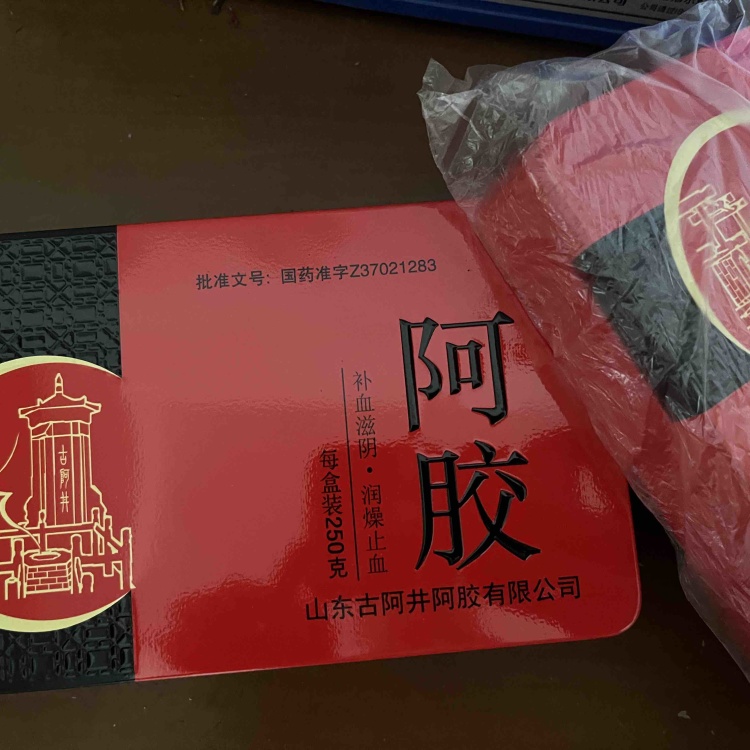 批准文号：国药准字Z37021283
阿胶
补血滋阴·润燥止血
每盒装250克
山东古阿井阿胶有限公司
古阿井